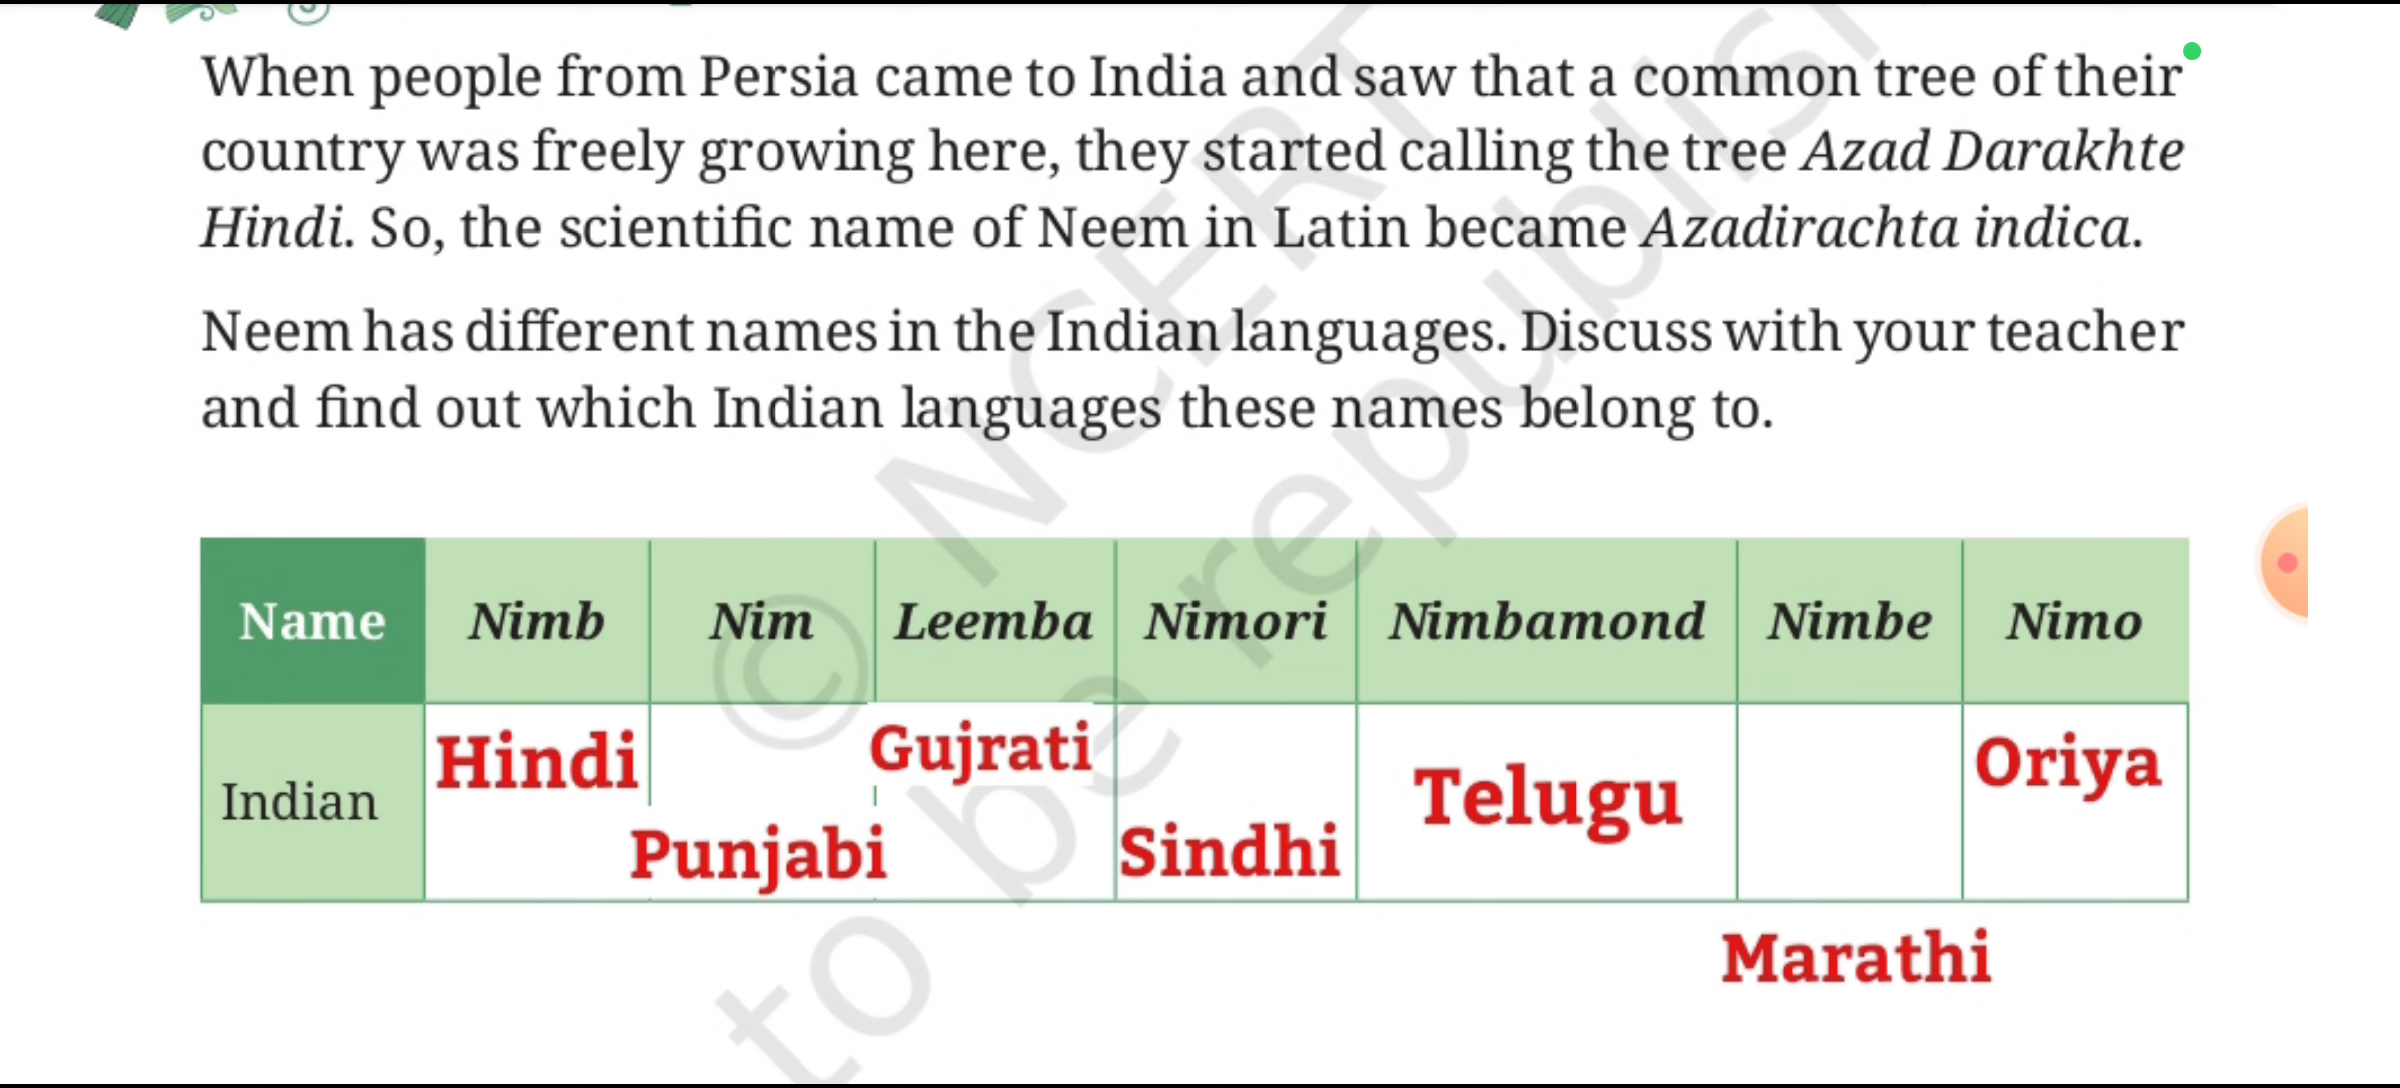 When people from Persia came to India and saw that a common tree of their
country was freely growing here, they started calling the tree Azad Darakhte
Hindi. So, the scientific name of Neem in Latin became Azadirachta indica.
Neem has different names in the Indian languages. Discuss with your teacher
and find out which Indian languages these names belong to.
Name Nimb Nim Leemba Nimori Nimbamond Nimbe Nimo
Indian Hindi Punjabi Gujrati Sindhi Telugu Marathi Oriya
© NCERT
to be republis